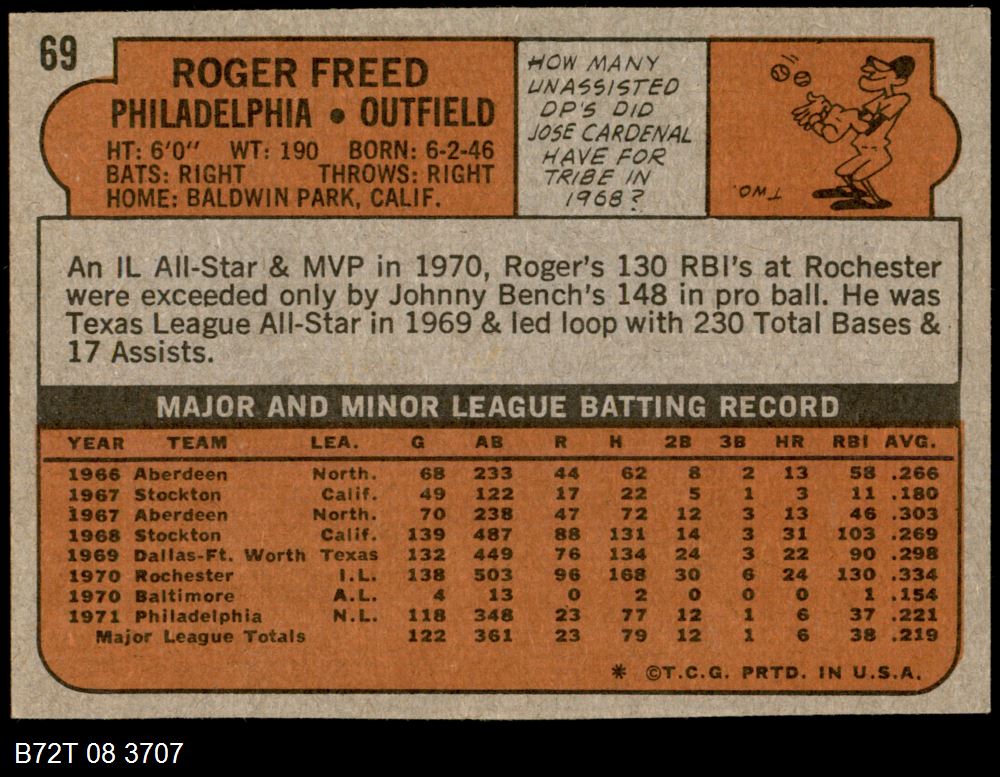 69
ROGER FREED
PHILADELPHIA • OUTFIELD
HT: 6'0" WT: 190 BORN: 6-2-46
BATS: RIGHT THROWS: RIGHT
HOME: BALDWIN PARK, CALIF.
HOW MANY
UNASSISTED
DP'S DID
JOSE CARDENAL
HAVE FOR
TRIBE IN
1968?
TWO.
An IL All-Star & MVP in 1970, Roger's 130 RBI's at Rochester
were exceeded only by Johnny Bench's 148 in pro ball. He was
Texas League All-Star in 1969 & led loop with 230 Total Bases &
17 Assists.
MAJOR AND MINOR LEAGUE BATTING RECORD
YEAR TEAM LEA. G AB R H 2B 3B HR RBI AVG.
1966 Aberdeen North. 68 233 44 62 8 2 13 58 .266
1967 Stockton Calif. 49 122 17 22 5 1 3 11 .180
1967 Aberdeen North. 70 238 47 72 12 3 13 46 .303
1968 Stockton Calif. 139 487 88 131 14 3 31 103 .269
1969 Dallas-Ft. Worth Texas 132 449 76 134 24 3 22 90 .298
1970 Rochester I.L. 138 503 96 168 30 6 24 130 .334
1970 Baltimore A.L. 4 13 0 2 0 0 0 1 .154
1971 Philadelphia N.L. 118 348 23 77 12 1 6 37 .221
Major League Totals 122 361 23 79 12 1 6 38 .219
* ©T.C.G. PRTD. IN U.S.A.
B72T 08 3707